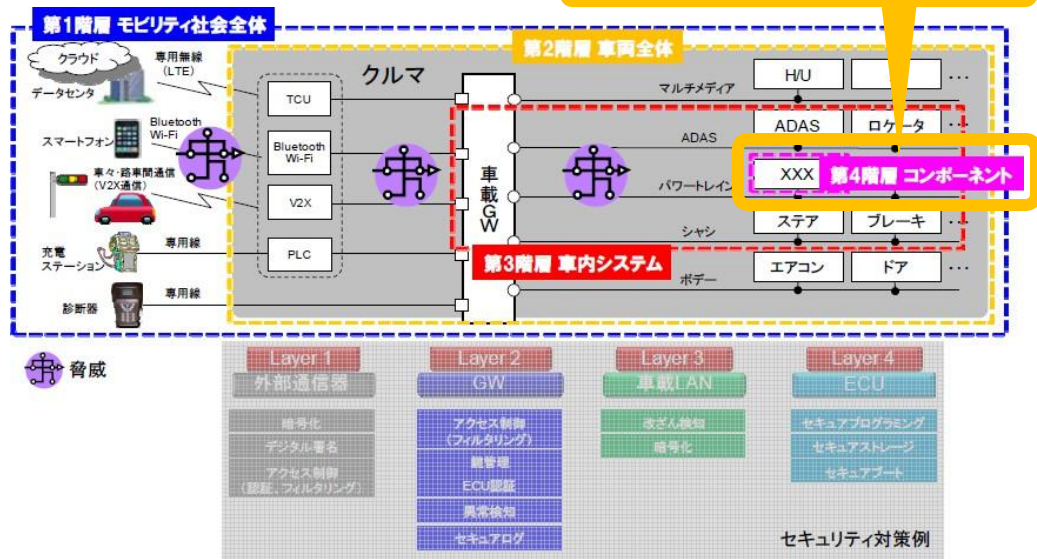 第1階層 モビリティ社会全体
第2階層 車両全体
クラウド
専用無線
(LTE)
データセンタ
クルマ
TCU
マルチメディア
H/U
...
Bluetooth
Wi-Fi
スマートフォン
Bluetooth
Wi-Fi
ADAS
ADAS
ロケータ
...
車々・路車間通信
(V2X通信)
V2X
車載GW
パワートレイン
XXX
第4階層 コンポーネント
シャシ
ステア
ブレーキ
...
充電
ステーション
専用線
PLC
第3階層 車内システム
ボデー
エアコン
ドア
...
診断器
専用線
脅威
Layer 1
外部通信器
暗号化
デジタル署名
アクセス制御
(認証、フィルタリング)
Layer 2
GW
アクセス制御
(フィルタリング)
鍵管理
ECU認証
異常検知
セキュアログ
Layer 3
車載LAN
改ざん検知
暗号化
Layer 4
ECU
セキュアプログラミング
セキュアストレージ
セキュアブート
セキュリティ対策例